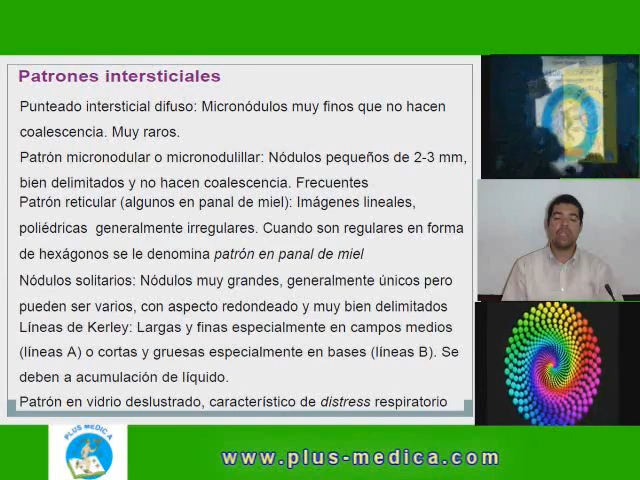 Patrones intersticiales
Punteado intersticial difuso: Micronódulos muy finos que no hacen
coalescencia. Muy raros.
Patrón micronodular o micronodulillar: Nódulos pequeños de 2-3 mm,
bien delimitados y no hacen coalescencia. Frecuentes
Patrón reticular (algunos en panal de miel): Imágenes lineales,
poliédricas generalmente irregulares. Cuando son regulares en forma
de hexágonos se le denomina patrón en panal de miel
Nódulos solitarios: Nódulos muy grandes, generalmente únicos pero
pueden ser varios, con aspecto redondeado y muy bien delimitados
Líneas de Kerley: Largas y finas especialmente en campos medios
(líneas A) o cortas y gruesas especialmente en bases (líneas B). Se
deben a acumulación de líquido.
Patrón en vidrio deslustrado, característico de distress respiratorio
PLUS MEDICA
www.plus-medica.com